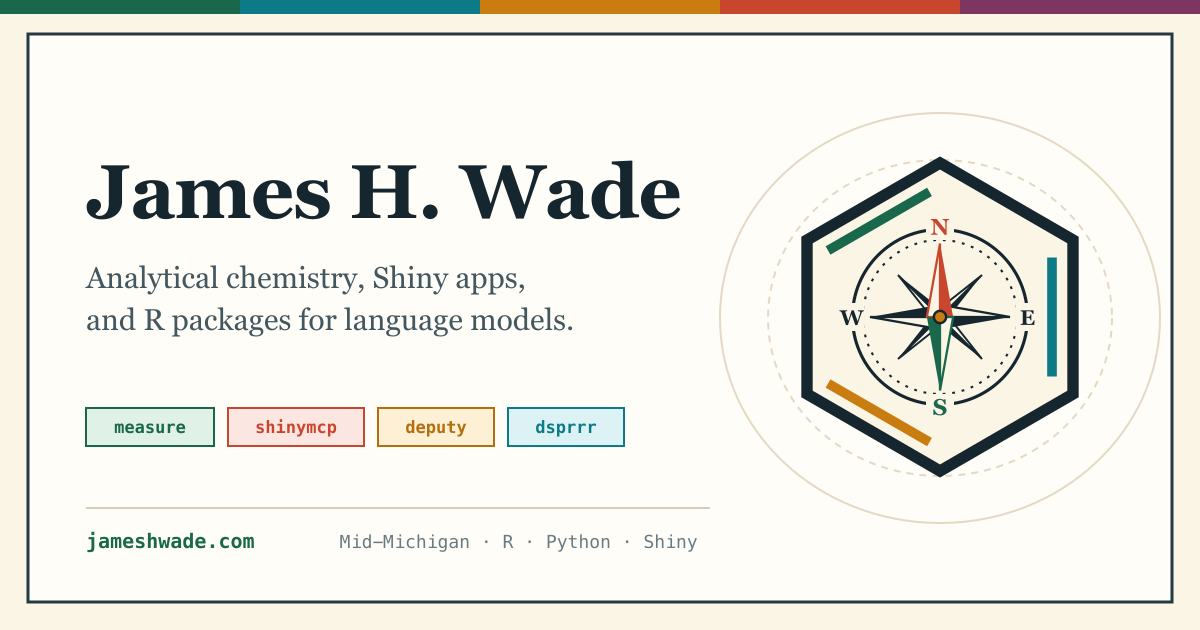 James H. Wade
Analytical chemistry, Shiny apps,
and R packages for language models.
measure
shinymcp
deputy
dsprrr
jameshwade.com
Mid−Michigan · R · Python · Shiny
N
W
E
S